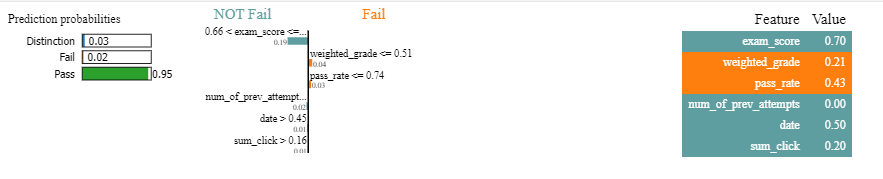 Prediction probabilities
Distinction 0.03
Fail 0.02
Pass 0.95
NOT Fail Fail
0.66 < exam_score <=...
0.19
weighted_grade <= 0.51
0.04
pass_rate <= 0.74
0.03
num_of_prev_attempt...
0.02
date > 0.45
0.01
sum_click > 0.16
0.01
Feature Value
exam_score 0.70
weighted_grade 0.21
pass_rate 0.43
num_of_prev_attempts 0.00
date 0.50
sum_click 0.20